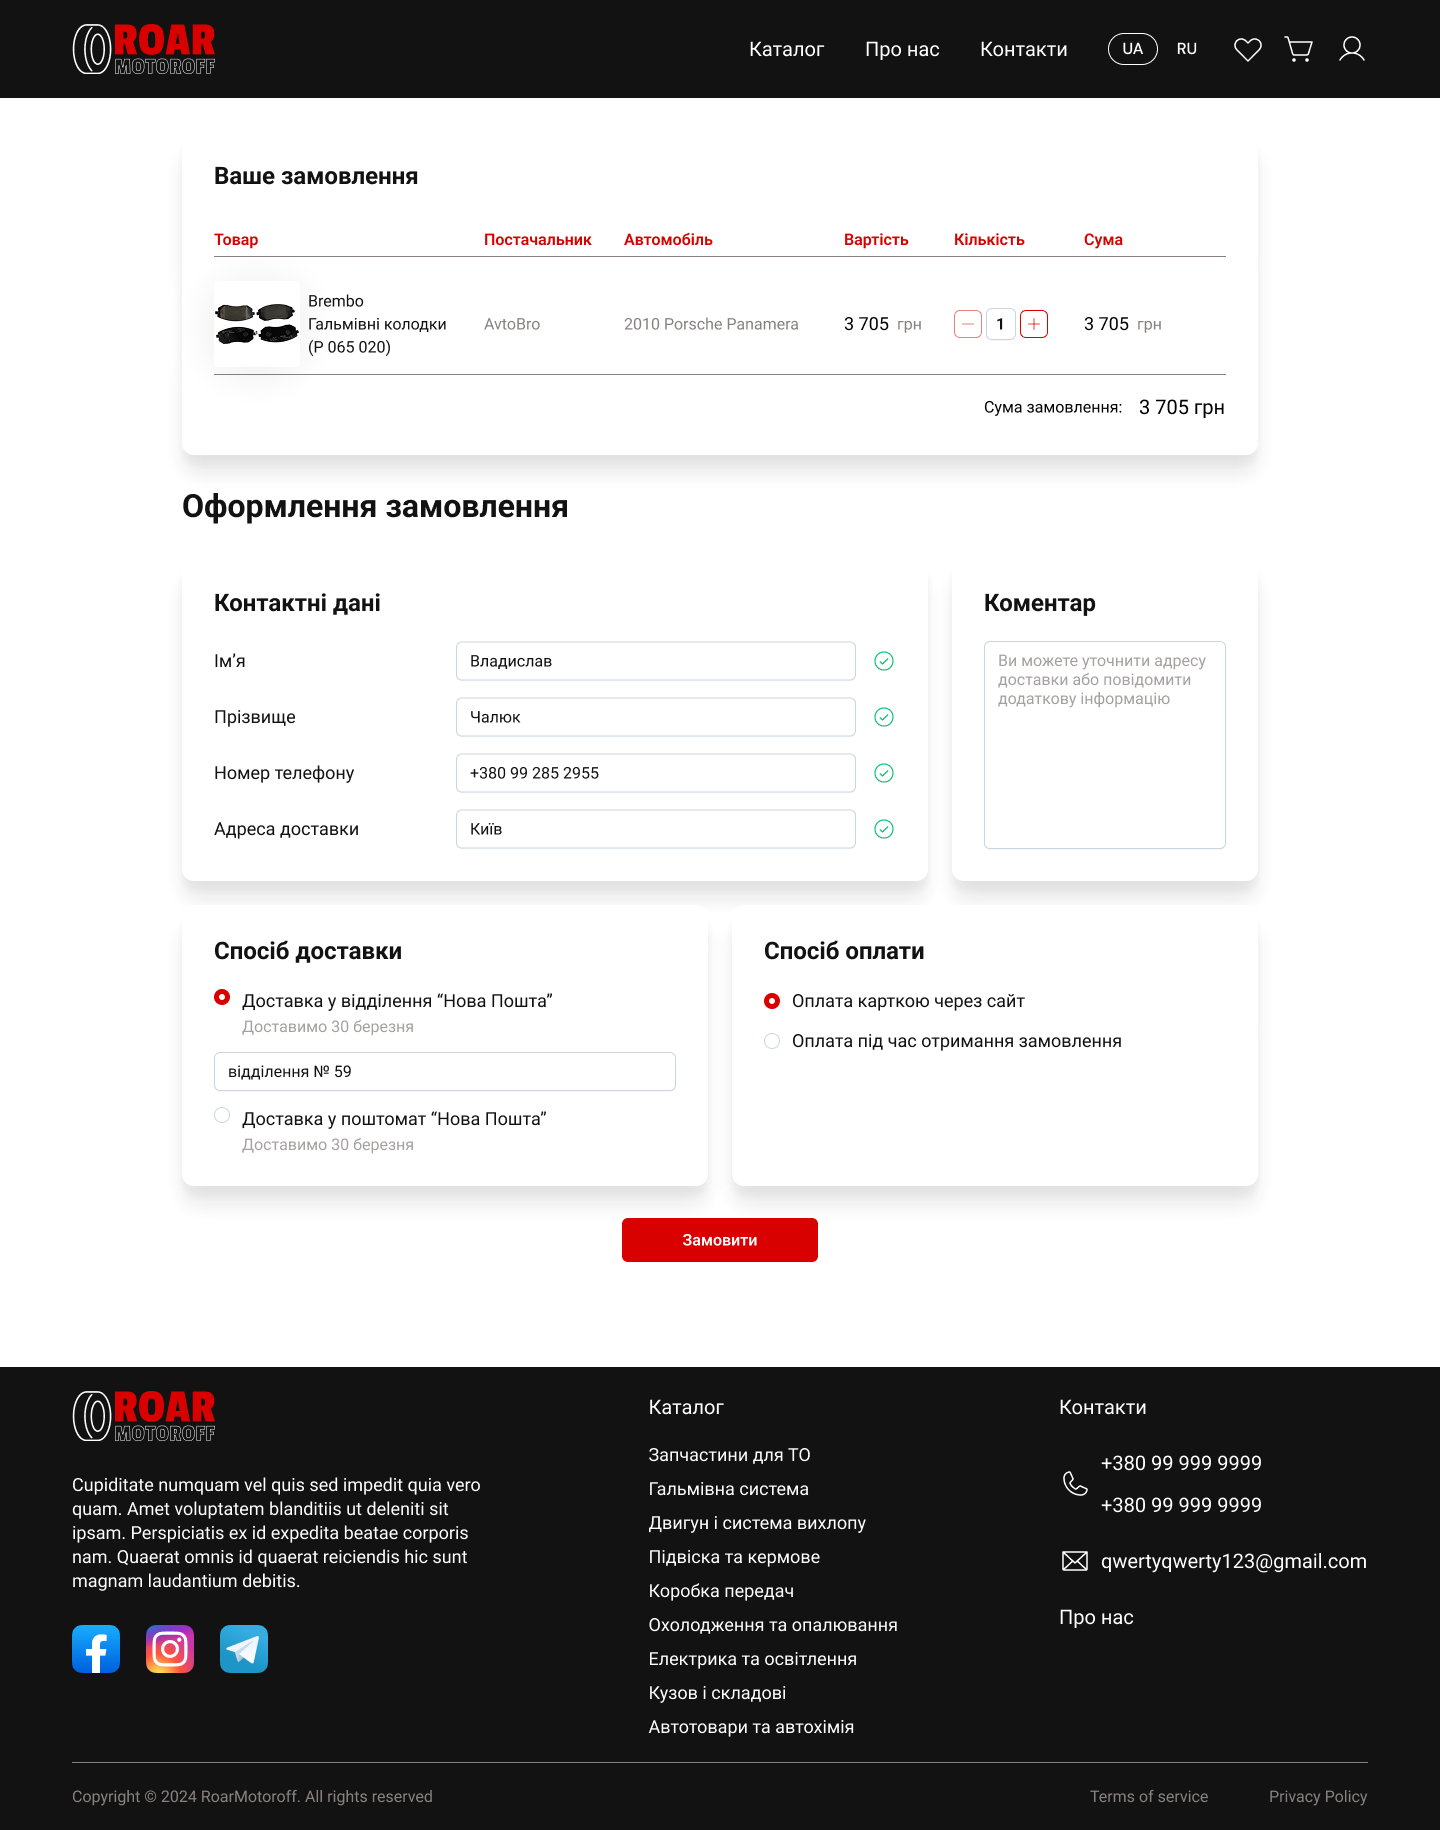 ROAR
MOTOROFF
Каталог
Про нас
Контакти
UA
RU
Ваше замовлення
Товар
Постачальник
Автомобіль
Вартість
Кількість
Сума
Brembo
Гальмівні колодки
(P 065 020)
AvtoBro
2010 Porsche Panamera
3 705 грн
1
3 705 грн
Сума замовлення: 3 705 грн
Оформлення замовлення
Контактні дані
Ім’я
Владислав
Прізвище
Чалюк
Номер телефону
+380 99 285 2955
Адреса доставки
Київ
Коментар
Ви можете уточнити адресу
доставки або повідомити
додаткову інформацію
Спосіб доставки
Доставка у відділення “Нова Пошта”
Доставимо 30 березня
відділення № 59
Доставка у поштомат “Нова Пошта”
Доставимо 30 березня
Спосіб оплати
Оплата карткою через сайт
Оплата під час отримання замовлення
Замовити
ROAR
MOTOROFF
Cupiditate numquam vel quis sed impedit quia vero
quam. Amet voluptatem blanditiis ut deleniti sit
ipsam. Perspiciatis ex id expedita beatae corporis
nam. Quaerat omnis id quaerat reiciendis hic sunt
magnam laudantium debitis.
Каталог
Запчастини для ТО
Гальмівна система
Двигун і система вихлопу
Підвіска та кермове
Коробка передач
Охолодження та опалювання
Електрика та освітлення
Кузов і складові
Автотовари та автохімія
Контакти
+380 99 999 9999
+380 99 999 9999
qwertyqwerty123@gmail.com
Про нас
Copyright © 2024 RoarMotoroff. All rights reserved
Terms of service
Privacy Policy